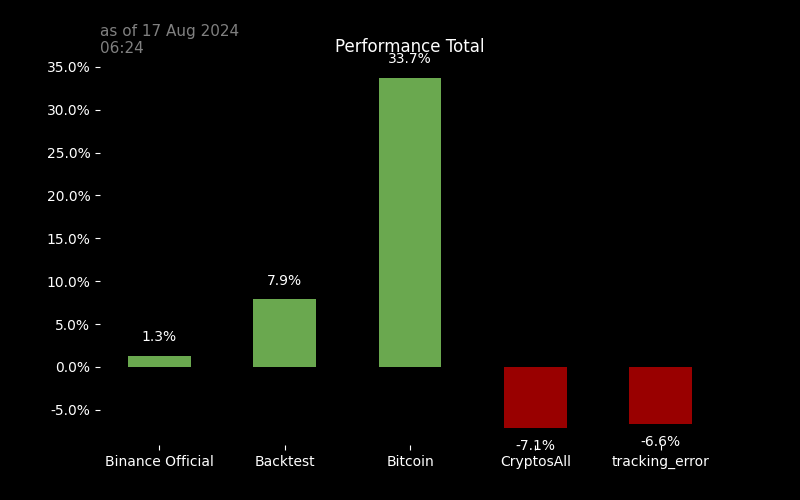 as of 17 Aug 2024
06:24
Performance Total
35.0%
30.0%
25.0%
20.0%
15.0%
10.0%
5.0%
0.0%
-5.0%
1.3%
7.9%
33.7%
-7.1%
-6.6%
Binance Official
Backtest
Bitcoin
CryptosAll
tracking_error